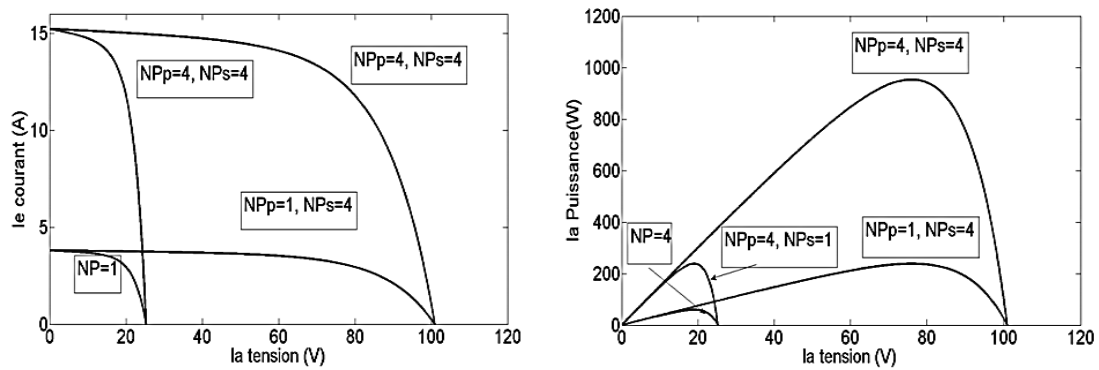 15
10
5
0
0
20
40
60
80
100
120
le courant (A)
la tension (V)
NPp=4, NPs=4
NPp=4, NPs=4
NPp=1, NPs=4
NP=1
1200
1000
800
600
400
200
0
0
20
40
60
80
100
120
la Puissance(W)
la tension (V)
NPp=4, NPs=4
NP=4
NPp=4, NPs=1
NPp=1, NPs=4